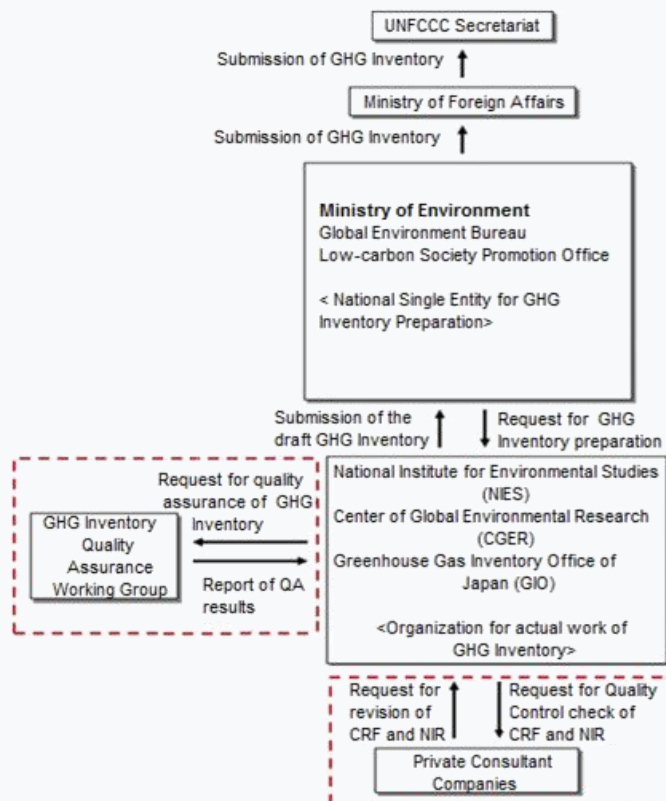 UNFCCC Secretariat
Submission of GHG Inventory
Ministry of Foreign Affairs
Submission of GHG Inventory
Ministry of Environment
Global Environment Bureau
Low-carbon Society Promotion Office
< National Single Entity for GHG
Inventory Preparation>
Submission of the
draft GHG Inventory
Request for GHG
Inventory preparation
Request for quality
assurance of GHG
Inventory
GHG Inventory
Quality
Assurance
Working Group
Report of QA
results
National Institute for Environmental Studies
(NIES)
Center of Global Environmental Research
(CGER)
Greenhouse Gas Inventory Office of
Japan (GIO)
<Organization for actual work of
GHG Inventory>
Request for
revision of
CRF and NIR
Request for Quality
Control check of
CRF and NIR
Private Consultant
Companies